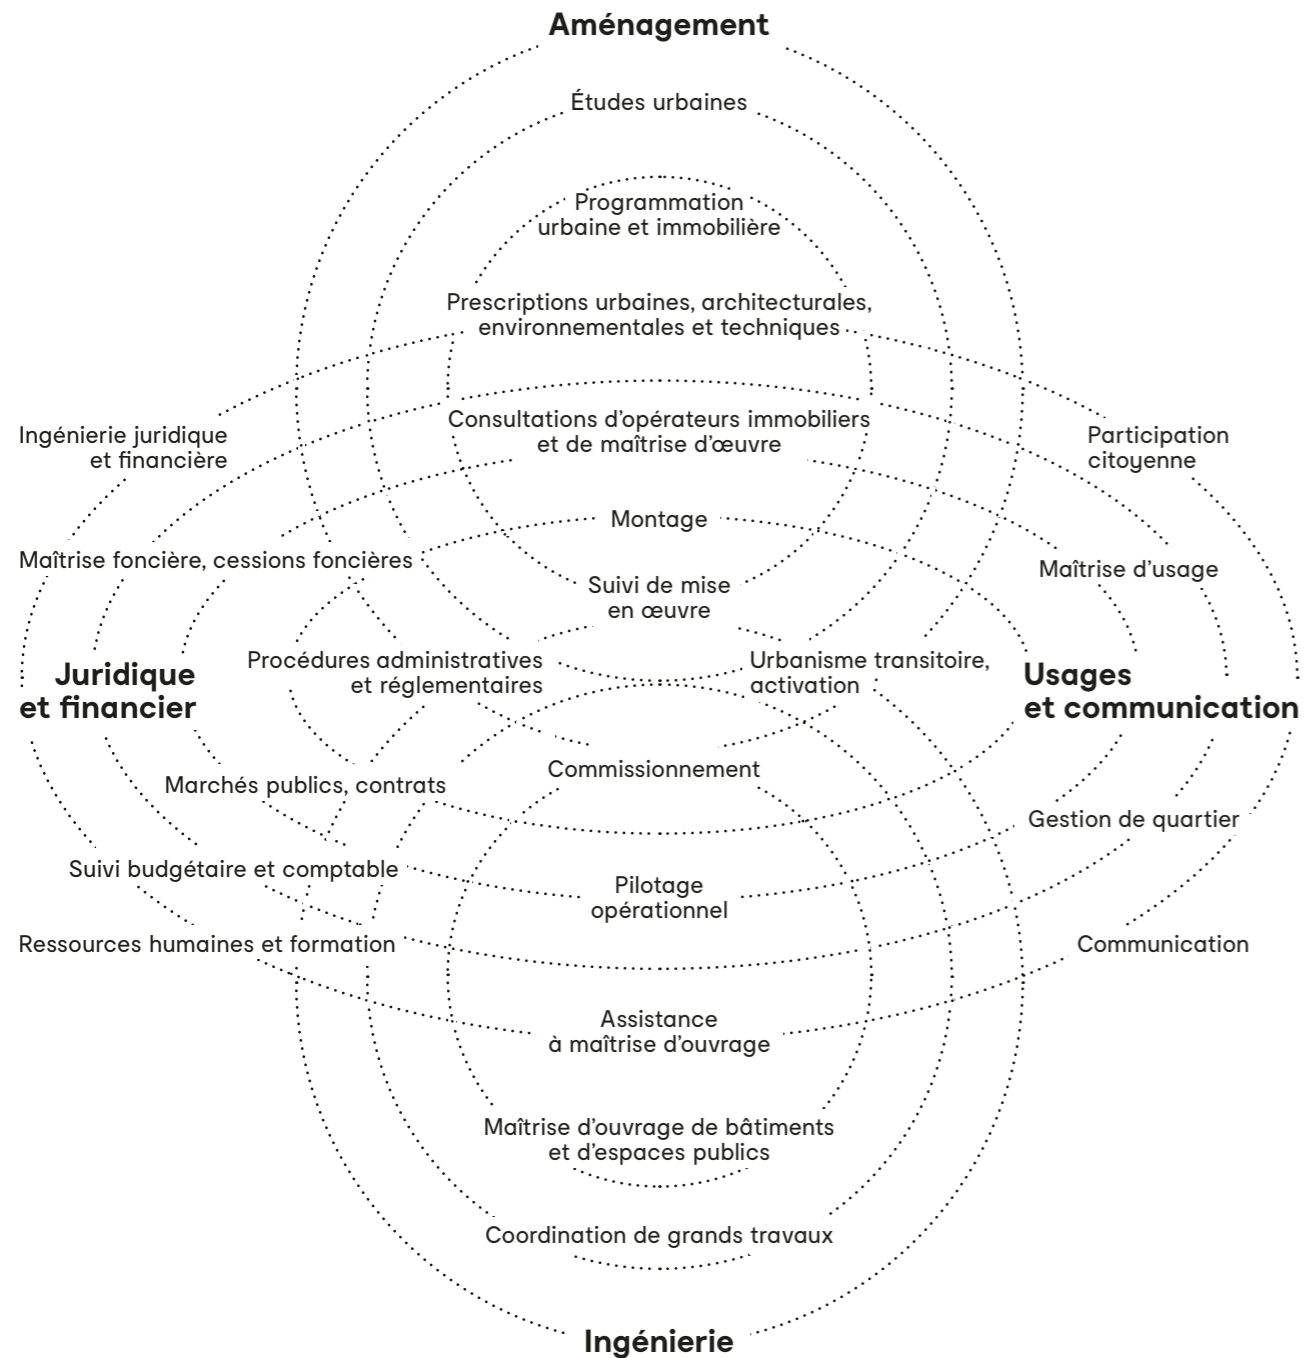 Aménagement
Études urbaines
Programmation
urbaine et immobilière
Prescriptions urbaines, architecturales,
environnementales et techniques
Consultations d'opérateurs immobiliers
et de maîtrise d'œuvre
Ingénierie juridique
et financière
Participation
citoyenne
Montage
Maîtrise foncière, cessions foncières
Maîtrise d'usage
Suivi de mise
en œuvre
Juridique
et financier
Procédures administratives
et réglementaires
Urbanisme transitoire,
activation
Usages
et communication
Commissionnement
Marchés publics, contrats
Gestion de quartier
Suivi budgétaire et comptable
Pilotage
opérationnel
Ressources humaines et formation
Communication
Assistance
à maîtrise d'ouvrage
Maîtrise d'ouvrage de bâtiments
et d'espaces publics
Coordination de grands travaux
Ingénierie